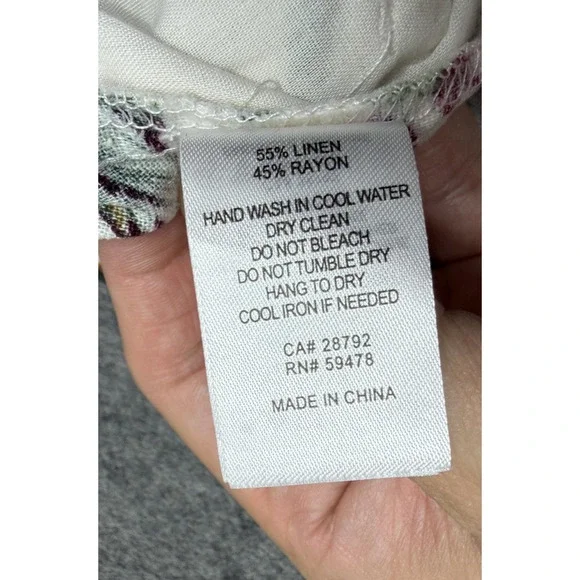 55% LINEN
45% RAYON
HAND WASH IN COOL WATER
DRY CLEAN
DO NOT BLEACH
DO NOT TUMBLE DRY
HANG TO DRY
COOL IRON IF NEEDED
CA# 28792
RN# 59478
MADE IN CHINA